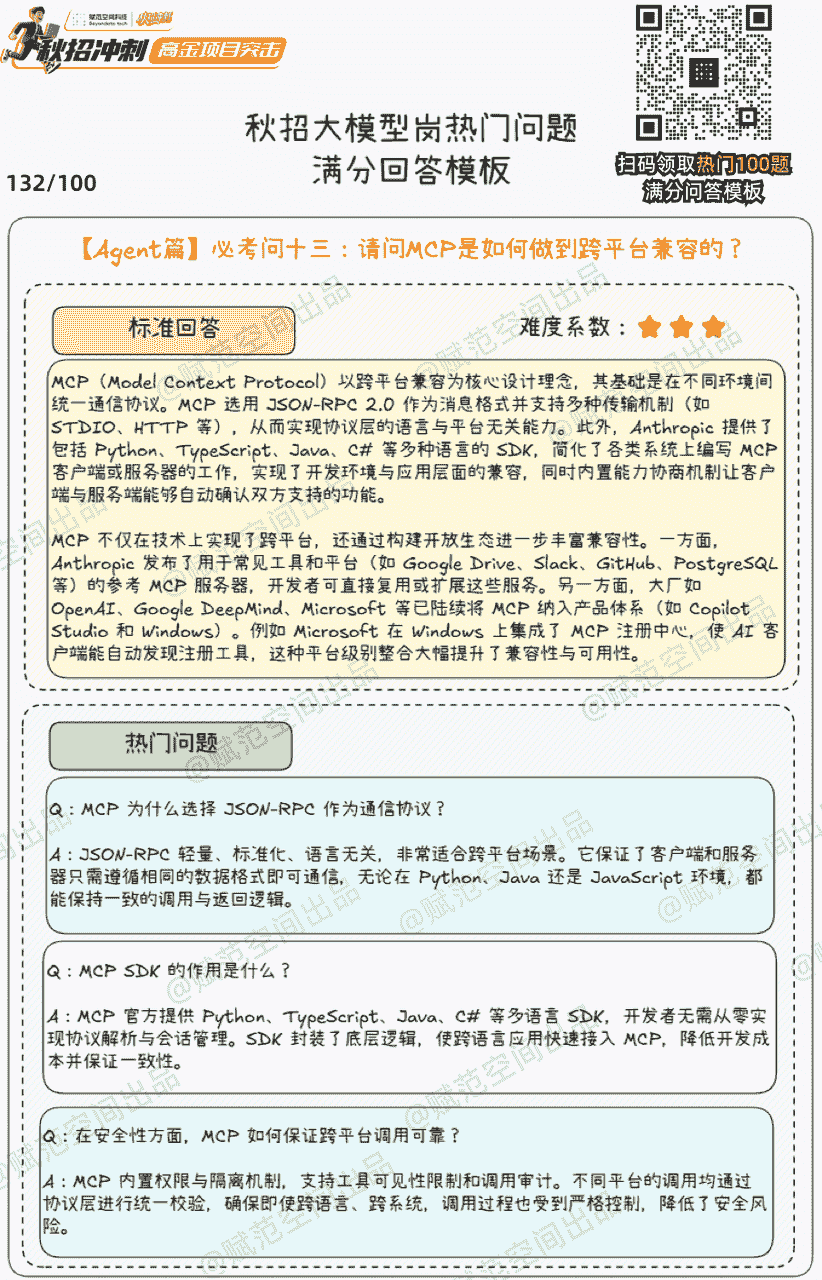 赋范空间科技
秋招冲刺 高金项目突击
秋招大模型岗热门问题
满分回答模板
132/100
扫码领取热门100题
满分问答模板
【Agent篇】必考问十三：请问MCP是如何做到跨平台兼容的？
标准回答
难度系数：
MCP（Model Context Protocol）以跨平台兼容为核心设计理念，其基础是在不同环境间
统一通信协议。MCP 选用 JSON-RPC 2.0 作为消息格式并支持多种传输机制（如
STDIO、HTTP 等），从而实现协议层的语言与平台无关能力。此外，Anthropic 提供了
包括 Python、TypeScript、Java、C# 等多种语言的 SDK，简化了各类系统上编写 MCP
客户端或服务器的工作，实现了开发环境与应用层面的兼容，同时内置能力协商机制让客户
端与服务端能够自动确认双方支持的功能。
MCP 不仅在技术上实现了跨平台，还通过构建开放生态进一步丰富兼容性。一方面，
Anthropic 发布了用于常见工具和平台（如 Google Drive、Slack、GitHub、PostgreSQL
等）的参考 MCP 服务器，开发者可直接复用或扩展这些服务。另一方面，大厂如
OpenAI、Google DeepMind、Microsoft 等已陆续将 MCP 纳入产品体系（如 Copilot
Studio 和 Windows）。例如 Microsoft 在 Windows 上集成了 MCP 注册中心，使 AI 客
户端能自动发现注册工具，这种平台级别整合大幅提升了兼容性与可用性。
热门问题
Q：MCP 为什么选择 JSON-RPC 作为通信协议？
A：JSON-RPC 轻量、标准化、语言无关，非常适合跨平台场景。它保证了客户端和服务
器只需遵循相同的数据格式即可通信，无论在 Python、Java 还是 JavaScript 环境，都
能保持一致的调用与返回逻辑。
Q：MCP SDK 的作用是什么？
A：MCP 官方提供 Python、TypeScript、Java、C# 等多语言 SDK，开发者无需从零实
现协议解析与会话管理。SDK 封装了底层逻辑，使跨语言应用快速接入 MCP，降低开发成
本并保证一致性。
Q：在安全性方面，MCP 如何保证跨平台调用可靠？
A：MCP 内置权限与隔离机制，支持工具可见性限制和调用审计。不同平台的调用均通过
协议层进行统一校验，确保即使跨语言、跨系统，调用过程也受到严格控制，降低了安全风
险。
@赋范空间出品